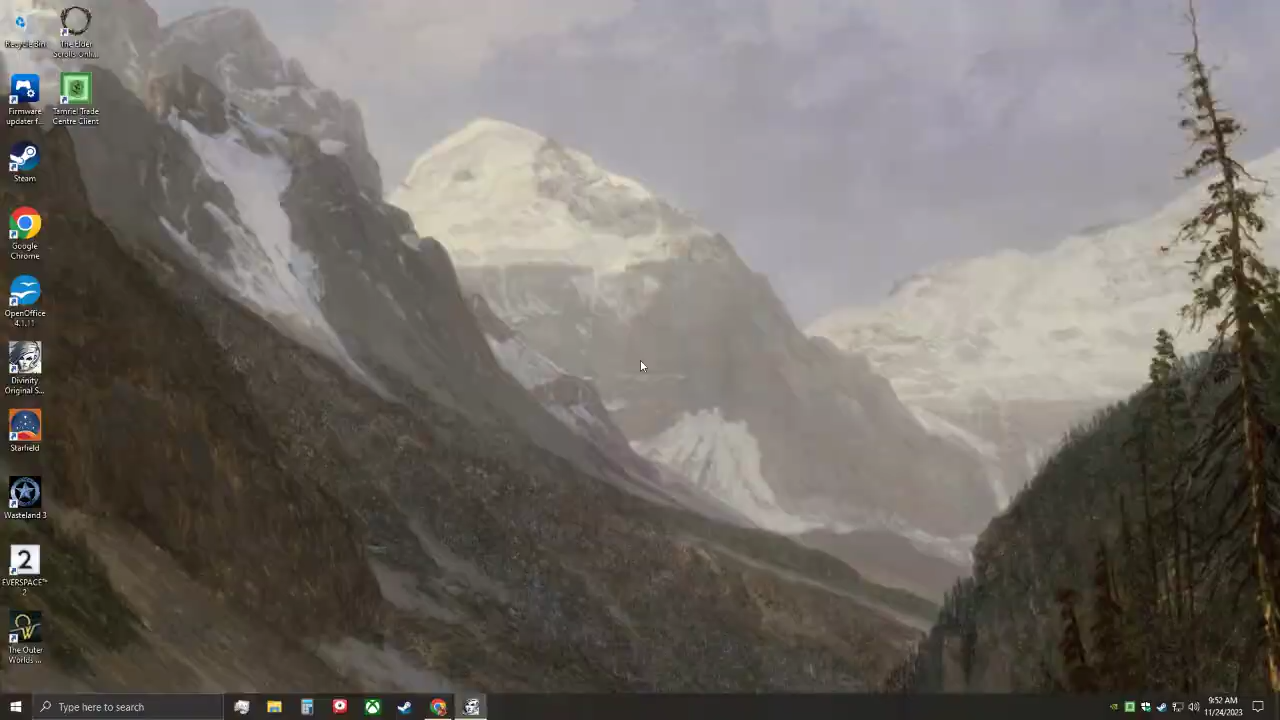 Recycle Bin
The Elder
Scrolls Onli...
Firmware
updater f...
Tamriel Trade
Centre Client
Steam
Google
Chrome
OpenOffice
4.1.11
Divinity
Original S...
Starfield
Wasteland 3
2
EVERSPACE™
2
The Outer
Worlds ...
Type here to search
9:52 AM
11/24/2023